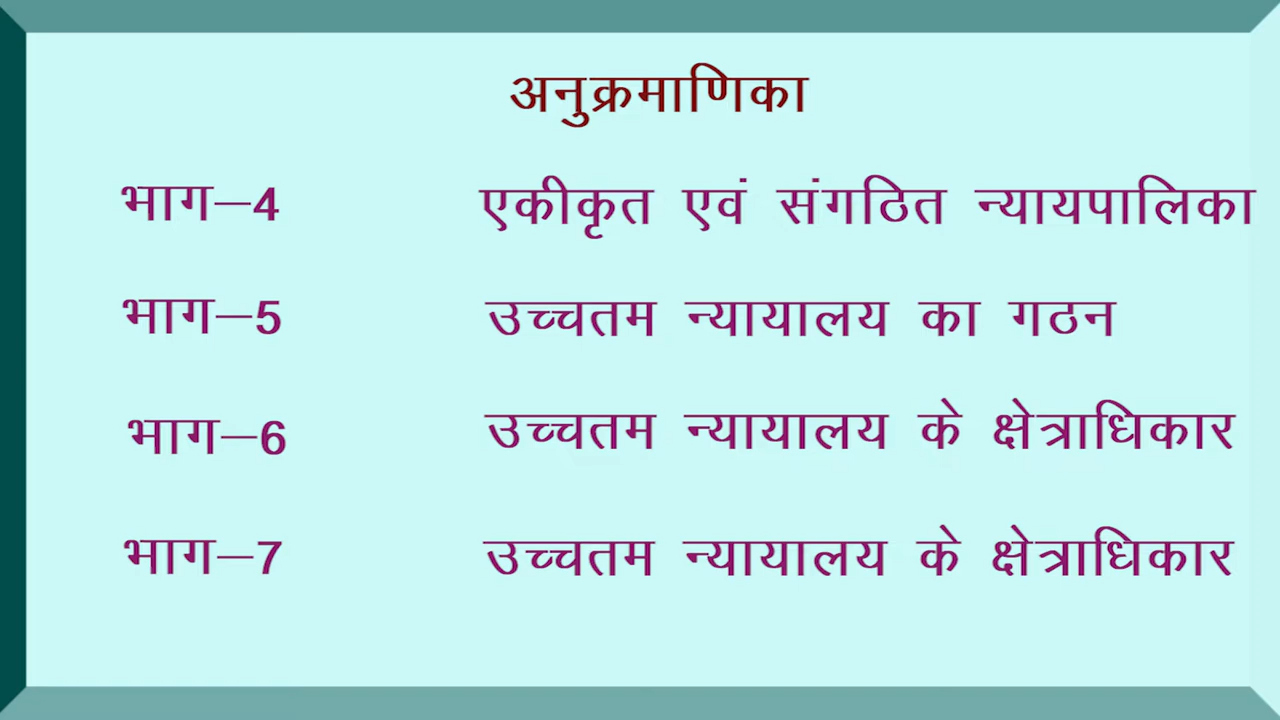 अनुक्रमाणिका
भाग–4 एकीकृत एवं संगठित न्यायपालिका
भाग–5 उच्चतम न्यायालय का गठन
भाग–6 उच्चतम न्यायालय के क्षेत्राधिकार
भाग–7 उच्चतम न्यायालय के क्षेत्राधिकार